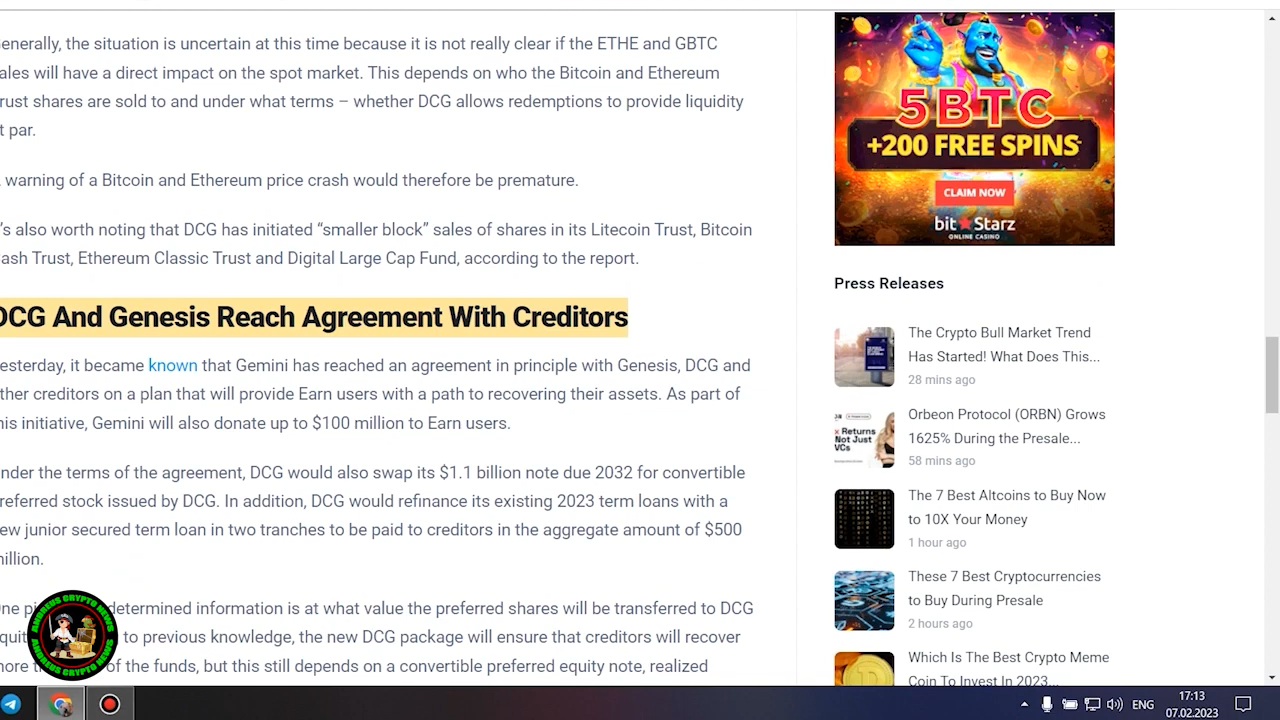 enerally, the situation is uncertain at this time because it is not really clear if the ETHE and GBTC
ales will have a direct impact on the spot market. This depends on who the Bitcoin and Ethereum
rust shares are sold to and under what terms – whether DCG allows redemptions to provide liquidity
t par.
warning of a Bitcoin and Ethereum price crash would therefore be premature.
's also worth noting that DCG has initiated “smaller block” sales of shares in its Litecoin Trust, Bitcoin
ash Trust, Ethereum Classic Trust and Digital Large Cap Fund, according to the report.
DCG And Genesis Reach Agreement With Creditors
esterday, it became known that Gemini has reached an agreement in principle with Genesis, DCG and
ther creditors on a plan that will provide Earn users with a path to recovering their assets. As part of
his initiative, Gemini will also donate up to $100 million to Earn users.
nder the terms of the agreement, DCG would also swap its $1.1 billion note due 2032 for convertible
referred stock issued by DCG. In addition, DCG would refinance its existing 2023 term loans with a
ew junior secured term loan in two tranches to be paid to creditors in the aggregate amount of $500
illion.
ne pi determined information is at what value the preferred shares will be transferred to DCG
quit to previous knowledge, the new DCG package will ensure that creditors will recover
ore of the funds, but this still depends on a convertible preferred equity note, realized
ANDREUS CRYPTO NEWS
ANDREUS CRYPTO NEWS
5BTC
+200 FREE SPINS
CLAIM NOW
bit★Starz
ONLINE CASINO
Press Releases
The Crypto Bull Market Trend
Has Started! What Does This...
28 mins ago
Returns
Not Just
VCs
Orbeon Protocol (ORBN) Grows
1625% During the Presale...
58 mins ago
The 7 Best Altcoins to Buy Now
to 10X Your Money
1 hour ago
These 7 Best Cryptocurrencies
to Buy During Presale
2 hours ago
Which Is The Best Crypto Meme
Coin To Invest In 2023...
ENG
17:13
07.02.2023